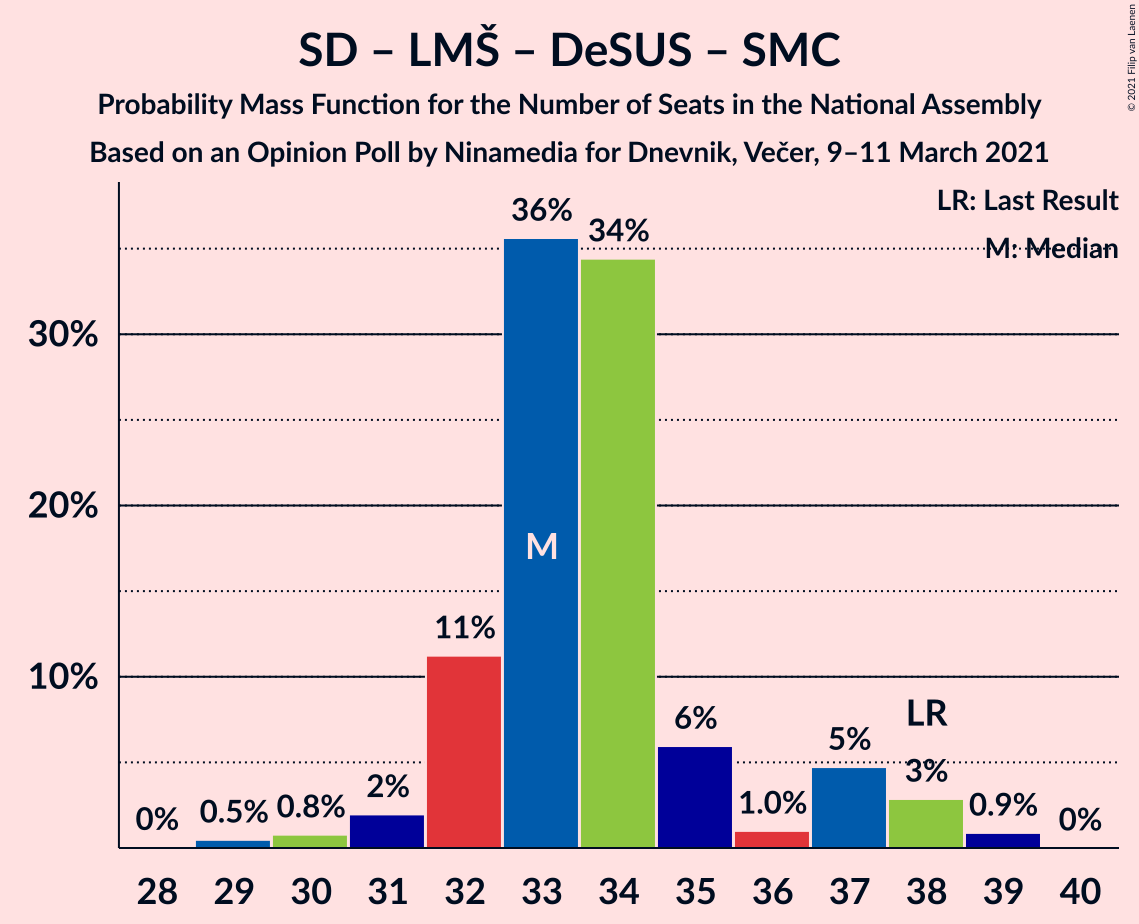 SD – LMŠ – DeSUS – SMC
Probability Mass Function for the Number of Seats in the National Assembly
Based on an Opinion Poll by Ninamedia for Dnevnik, Večer, 9–11 March 2021
© 2021 Filip van Laenen
LR: Last Result
M: Median
36%
34%
30%
20%
M
11%
10%
LR
6%
5%
3%
2%
0%
0.5%
0.8%
1.0%
0.9%
0%
28 29 30 31 32 33 34 35 36 37 38 39 40